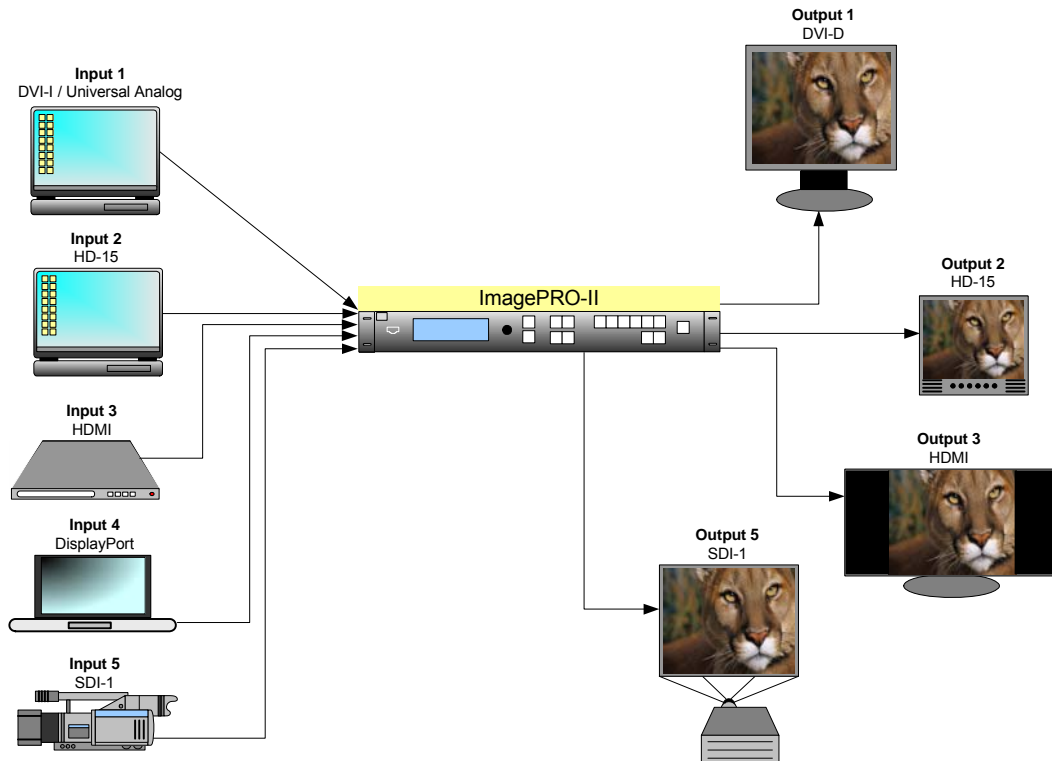 Input 1
DVI-I / Universal Analog
Input 2
HD-15
Input 3
HDMI
Input 4
DisplayPort
Input 5
SDI-1
ImagePRO-II
Output 1
DVI-D
Output 2
HD-15
Output 3
HDMI
Output 5
SDI-1